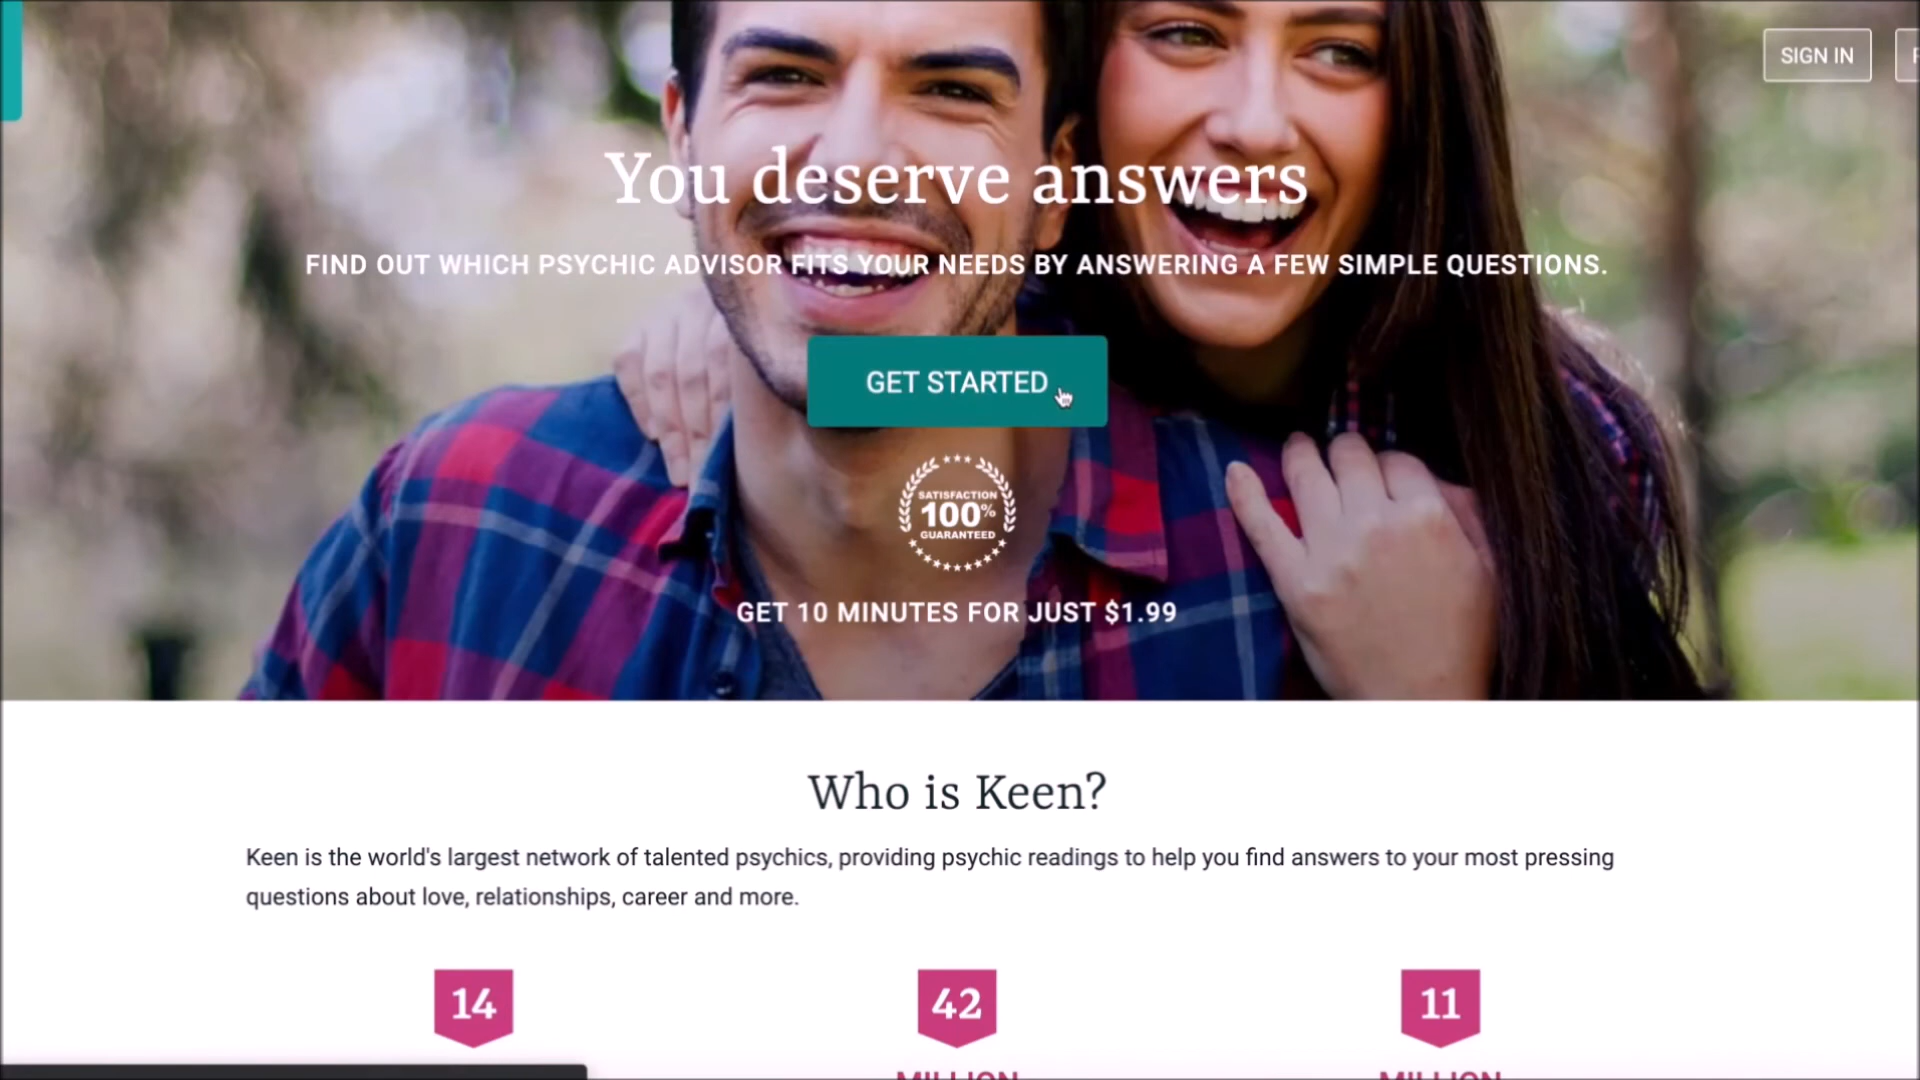 SIGN IN
You deserve answers
FIND OUT WHICH PSYCHIC ADVISOR FITS YOUR NEEDS BY ANSWERING A FEW SIMPLE QUESTIONS.
GET STARTED
SATISFACTION
100%
GUARANTEED
GET 10 MINUTES FOR JUST $1.99
Who is Keen?
Keen is the world's largest network of talented psychics, providing psychic readings to help you find answers to your most pressing
questions about love, relationships, career and more.
14
42
11
MILLION
MILLION